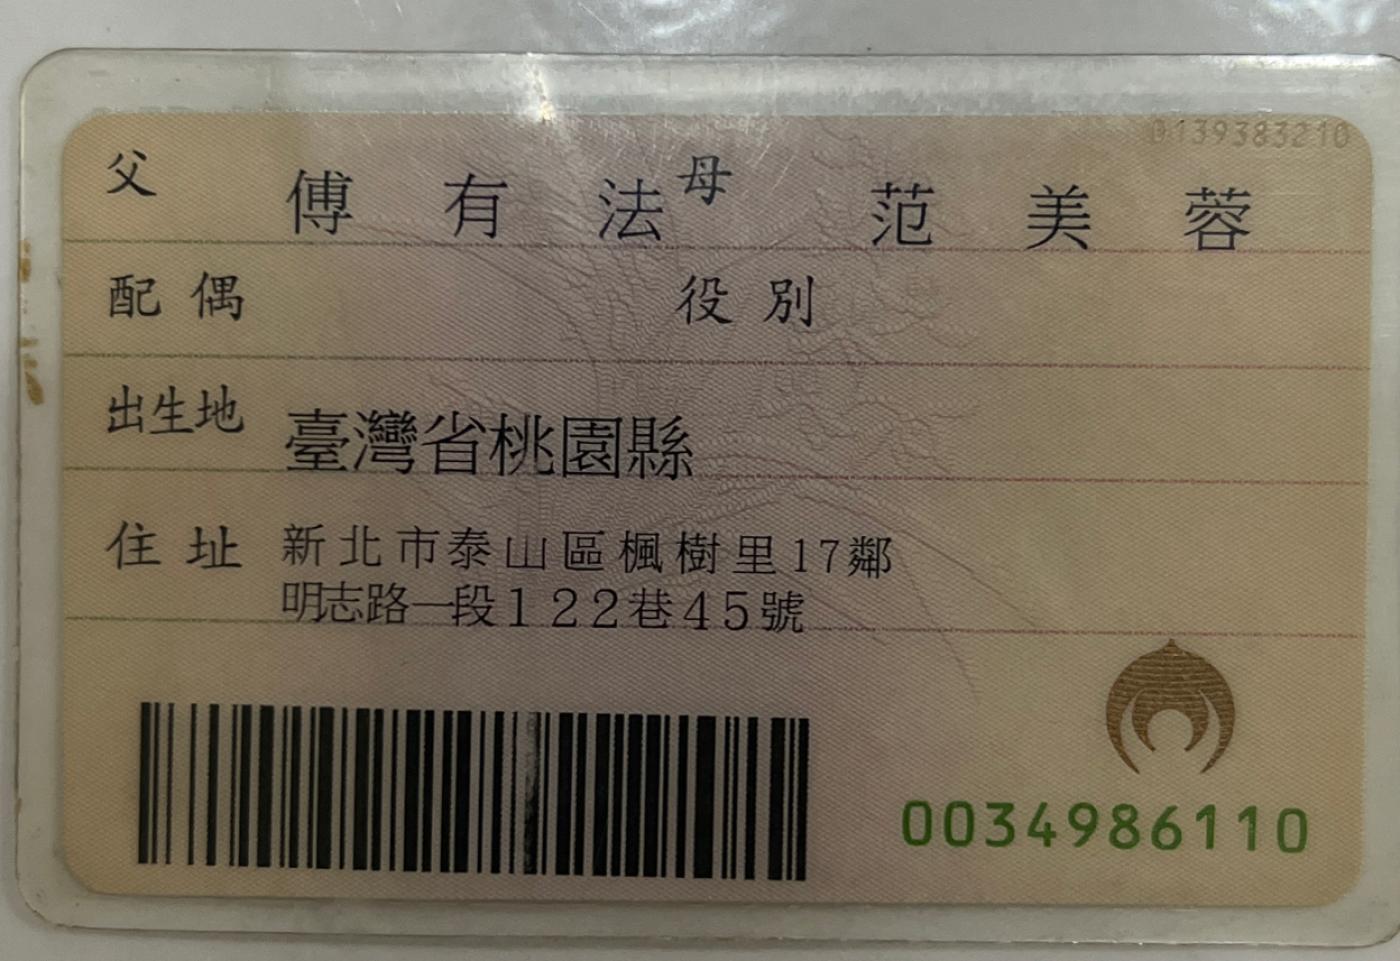 0139383210
父 傅有法 母 范美蓉
配偶 役別
出生地 臺灣省桃園縣
住址 新北市泰山區楓樹里17鄰
明志路一段122巷45號
0034986110